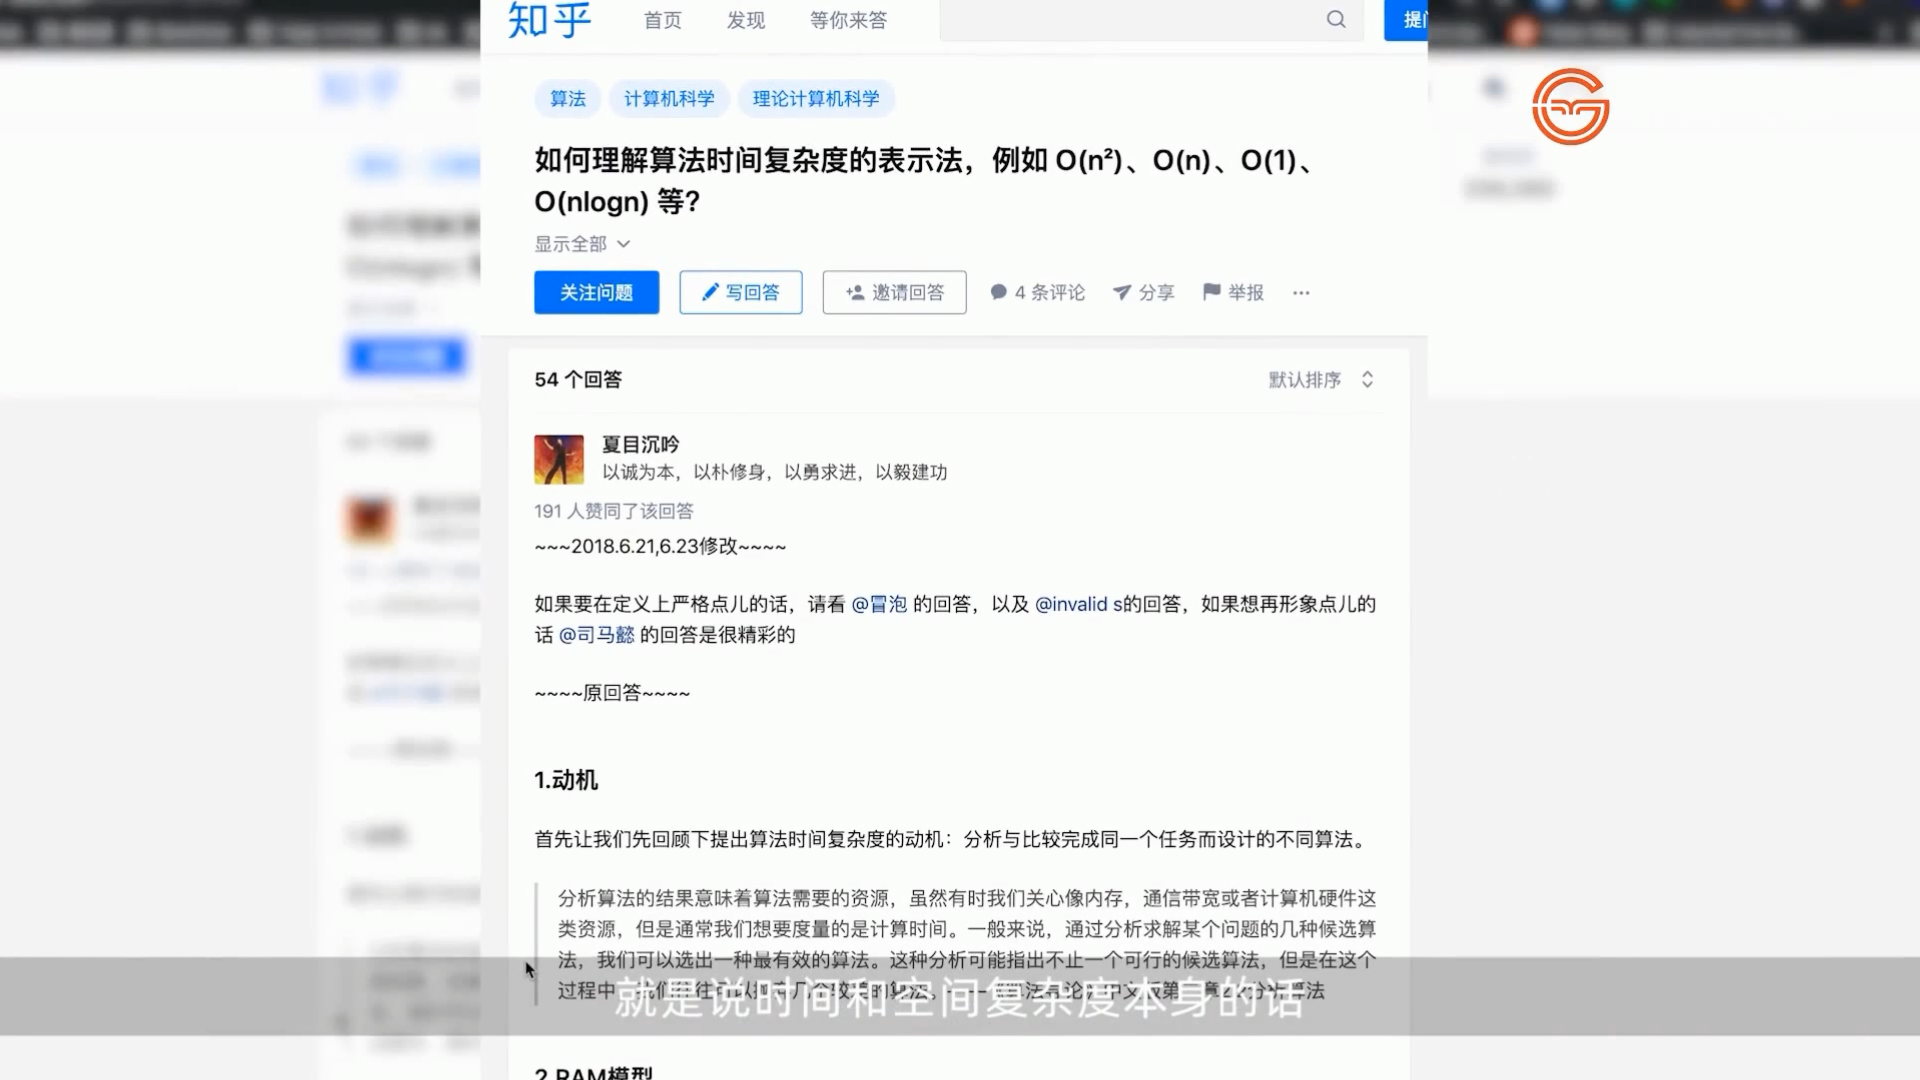 知乎 首页 发现 等你来答
算法 计算机科学 理论计算机科学
如何理解算法时间复杂度的表示法，例如 O(n²)、O(n)、O(1)、
O(nlogn) 等?
显示全部
关注问题 写回答 邀请回答 4 条评论 分享 举报 ···
54 个回答 默认排序
夏目沉吟
以诚为本，以朴修身，以勇求进，以毅建功
191 人赞同了该回答
~~~2018.6.21,6.23修改~~~~
如果要在定义上严格点儿的话，请看 @冒泡 的回答，以及 @invalid s的回答，如果想再形象点儿的
话 @司马懿 的回答是很精彩的
~~~~原回答~~~~
1.动机
首先让我们先回顾下提出算法时间复杂度的动机：分析与比较完成同一个任务而设计的不同算法。
分析算法的结果意味着算法需要的资源，虽然有时我们关心像内存，通信带宽或者计算机硬件这
类资源，但是通常我们想要度量的是计算时间。一般来说，通过分析求解某个问题的几种候选算
法，我们可以选出一种最有效的算法。这种分析可能指出不止一个可行的候选算法，但是在这个
过程中
就是说时间和空间复杂度本身的话
2.RAM模型